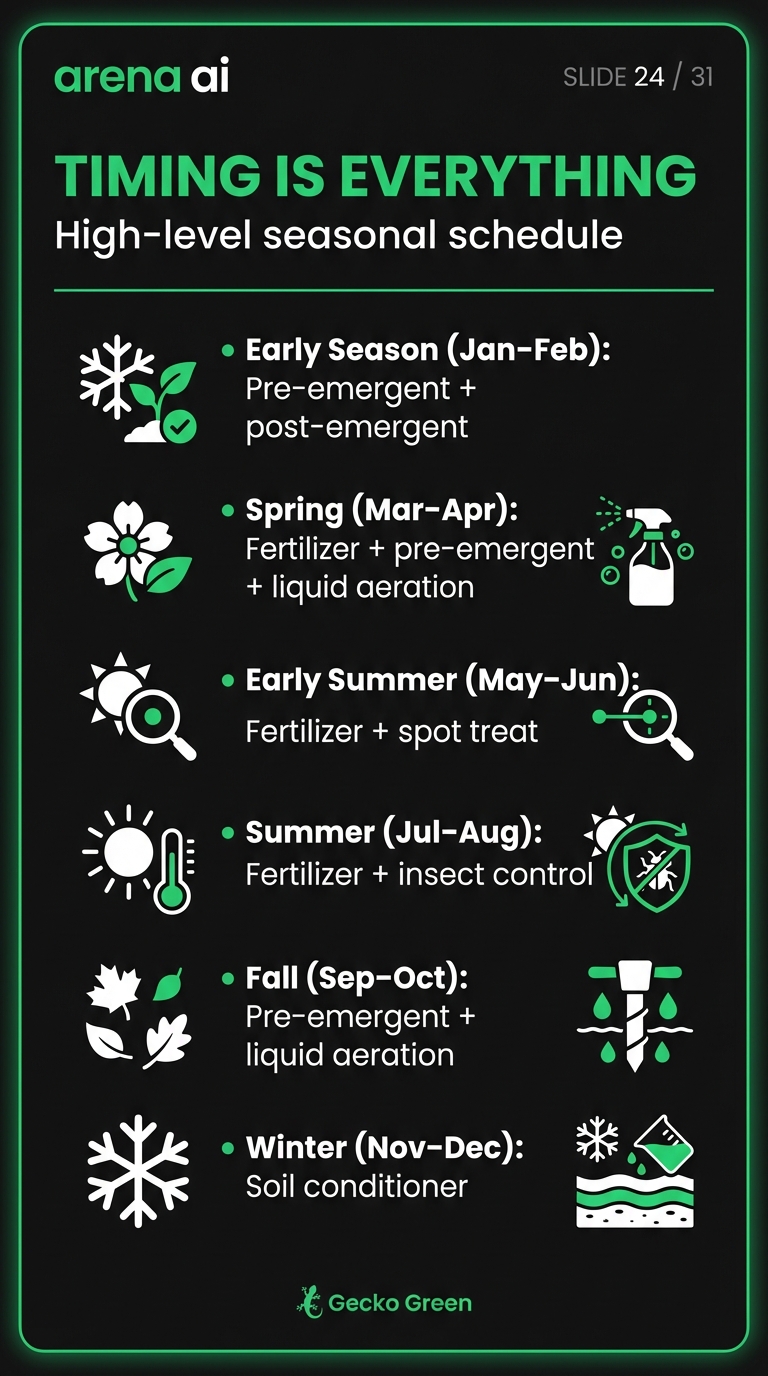 arena ai
SLIDE 24 / 31
TIMING IS EVERYTHING
High-level seasonal schedule
• Early Season (Jan-Feb):
Pre-emergent +
post-emergent
• Spring (Mar-Apr):
Fertilizer + pre-emergent
+ liquid aeration
• Early Summer (May-Jun):
Fertilizer + spot treat
• Summer (Jul-Aug):
Fertilizer + insect control
• Fall (Sep-Oct):
Pre-emergent +
liquid aeration
• Winter (Nov-Dec):
Soil conditioner
Gecko Green